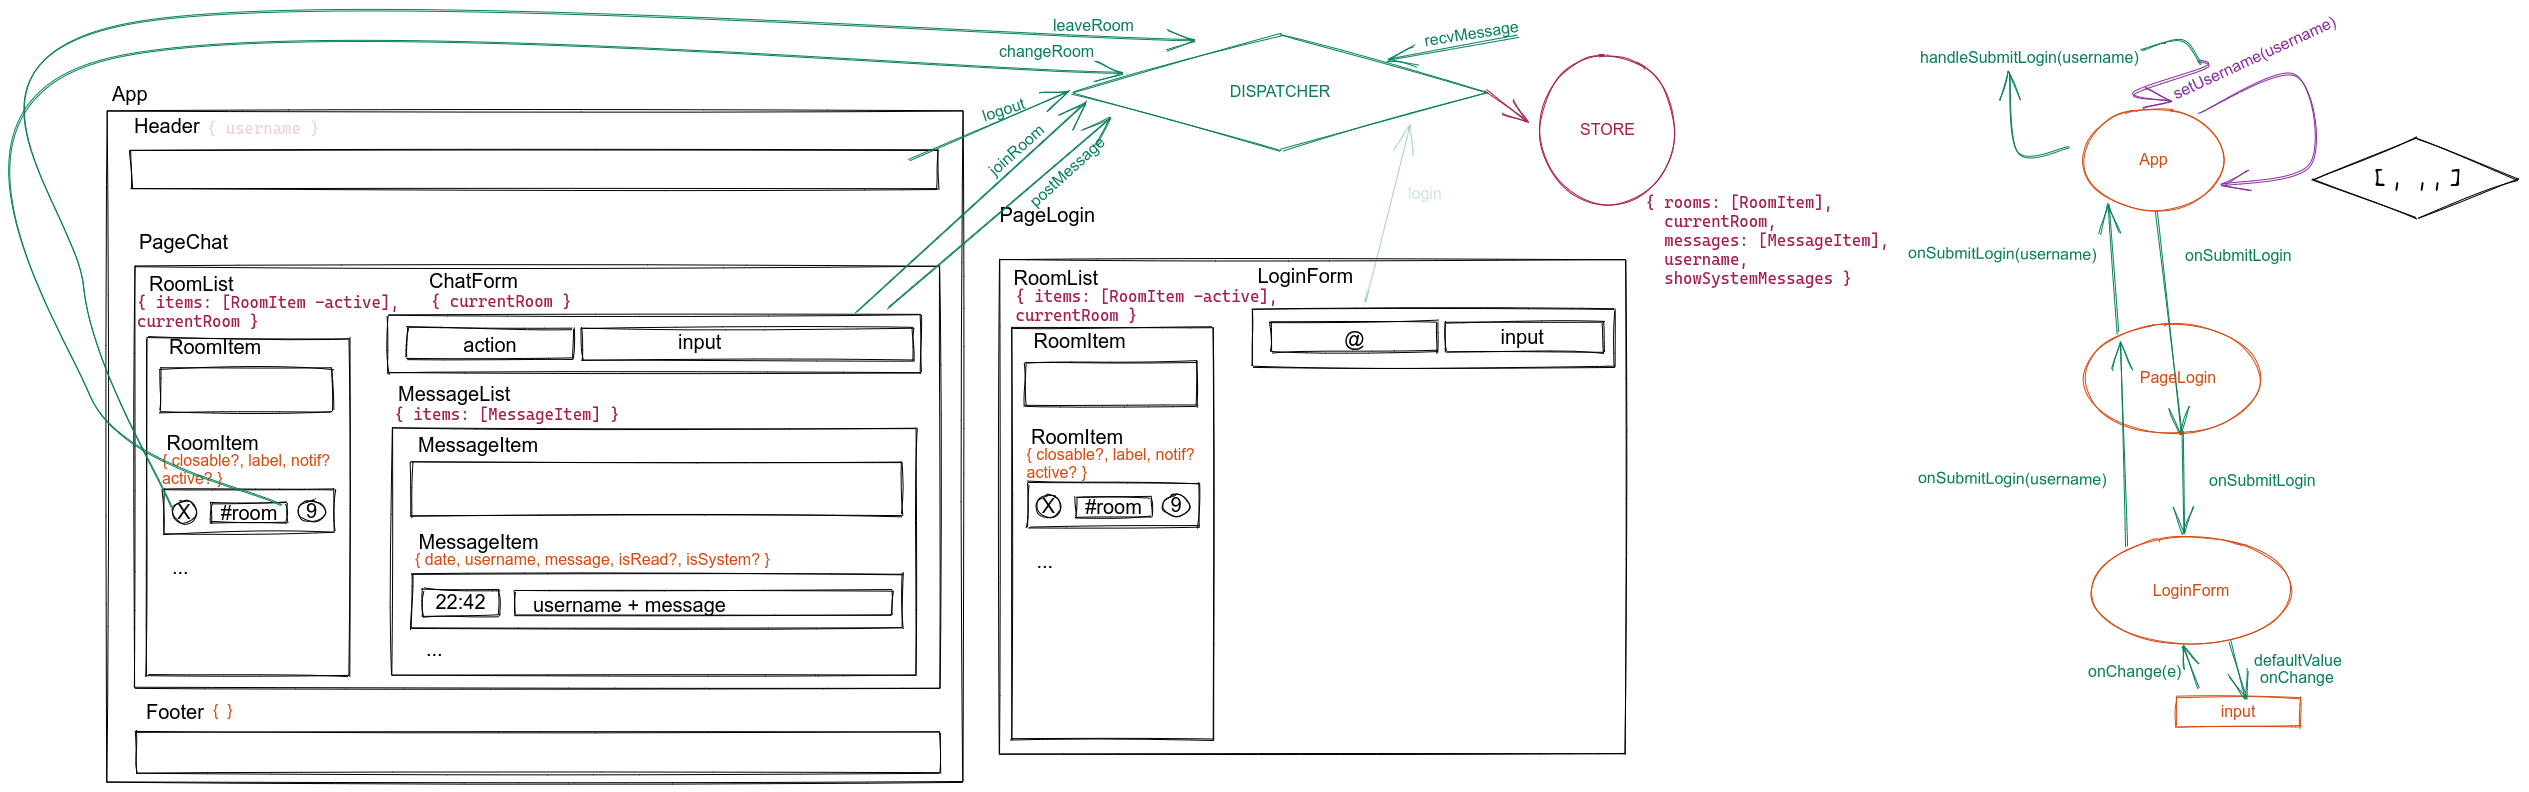 leaveRoom
changeRoom
recvMessage
DISPATCHER
STORE
logout
joinRoom
postMessage
login
{ rooms: [RoomItem],
currentRoom,
messages: [MessageItem],
username,
showSystemMessages }
App
Header { username }
PageChat
RoomList
{ items: [RoomItem -active],
currentRoom }
ChatForm
{ currentRoom }
action
input
RoomItem
RoomItem
{ closable?, label, notif?
active? }
X
#room
9
...
MessageList
{ items: [MessageItem] }
MessageItem
MessageItem
{ date, username, message, isRead?, isSystem? }
22:42
username + message
...
Footer { }
PageLogin
RoomList
{ items: [RoomItem -active],
currentRoom }
LoginForm
@
input
RoomItem
RoomItem
{ closable?, label, notif?
active? }
X
#room
9
...
handleSubmitLogin(username)
setUsername(username)
App
[ , , , ]
onSubmitLogin(username)
onSubmitLogin
PageLogin
onSubmitLogin(username)
onSubmitLogin
LoginForm
onChange(e)
defaultValue
onChange
input